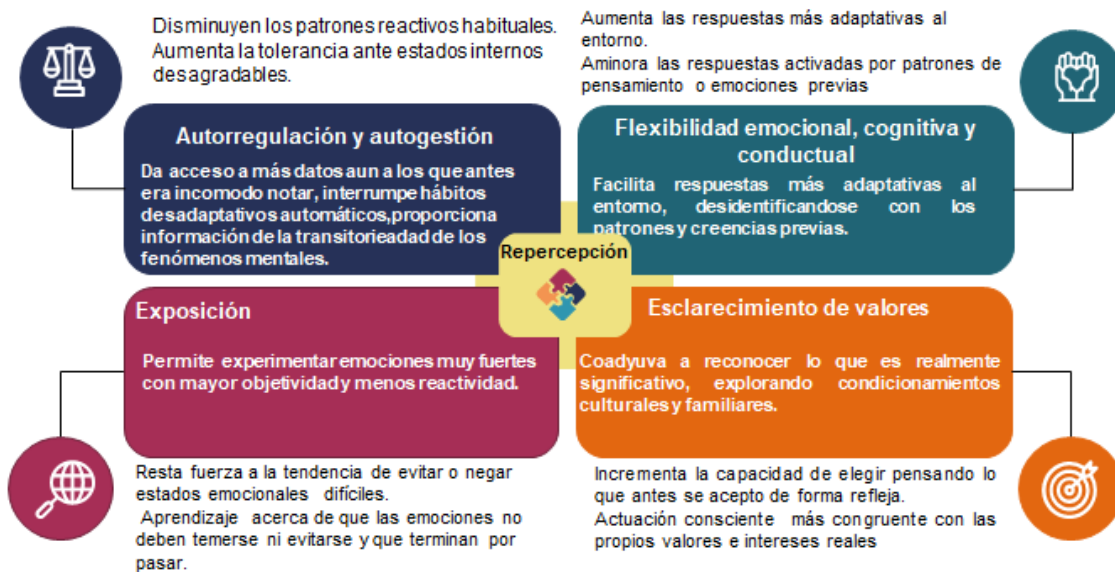 Disminuyen los patrones reactivos habituales.
Aumenta la tolerancia ante estados internos
desagradables.
Aumenta las respuestas más adaptativas al
entorno.
Aminora las respuestas activadas por patrones de
pensamiento o emociones previas
Autorregulación y autogestión
Da acceso a más datos aun a los que antes
era incomodo notar, interrumpe hábitos
desadaptativos automáticos,proporciona
información de la transitorieadad de los
fenómenos mentales.
Flexibilidad emocional, cognitiva y
conductual
Facilita respuestas más adaptativas al
entorno, desidentificandose con los
patrones y creencias previas.
Repercepción
Exposición
Permite experimentar emociones muy fuertes
con mayor objetividad y menos reactividad.
Esclarecimiento de valores
Coadyuva a reconocer lo que es realmente
significativo, explorando condicionamientos
culturales y familiares.
Resta fuerza a la tendencia de evitar o negar
estados emocionales difíciles.
Aprendizaje acerca de que las emociones no
deben temerse ni evitarse y que terminan por
pasar.
Incrementa la capacidad de elegir pensando lo
que antes se acepto de forma refleja.
Actuación consciente más congruente con las
propios valores e intereses reales